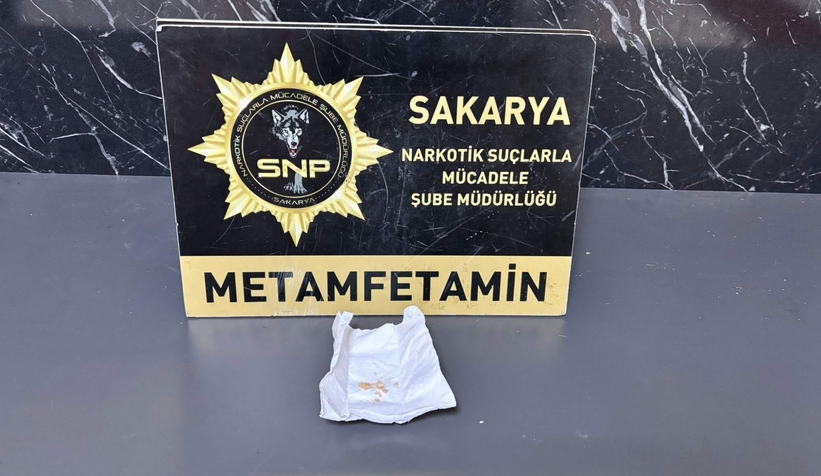 NARKOTİK SUÇLARLA MÜCADELE ŞUBE MÜDÜRLÜĞÜ
SNP
SAKARYA
SAKARYA
NARKOTİK SUÇLARLA
MÜCADELE
ŞUBE MÜDÜRLÜĞÜ
METAMFETAMİN